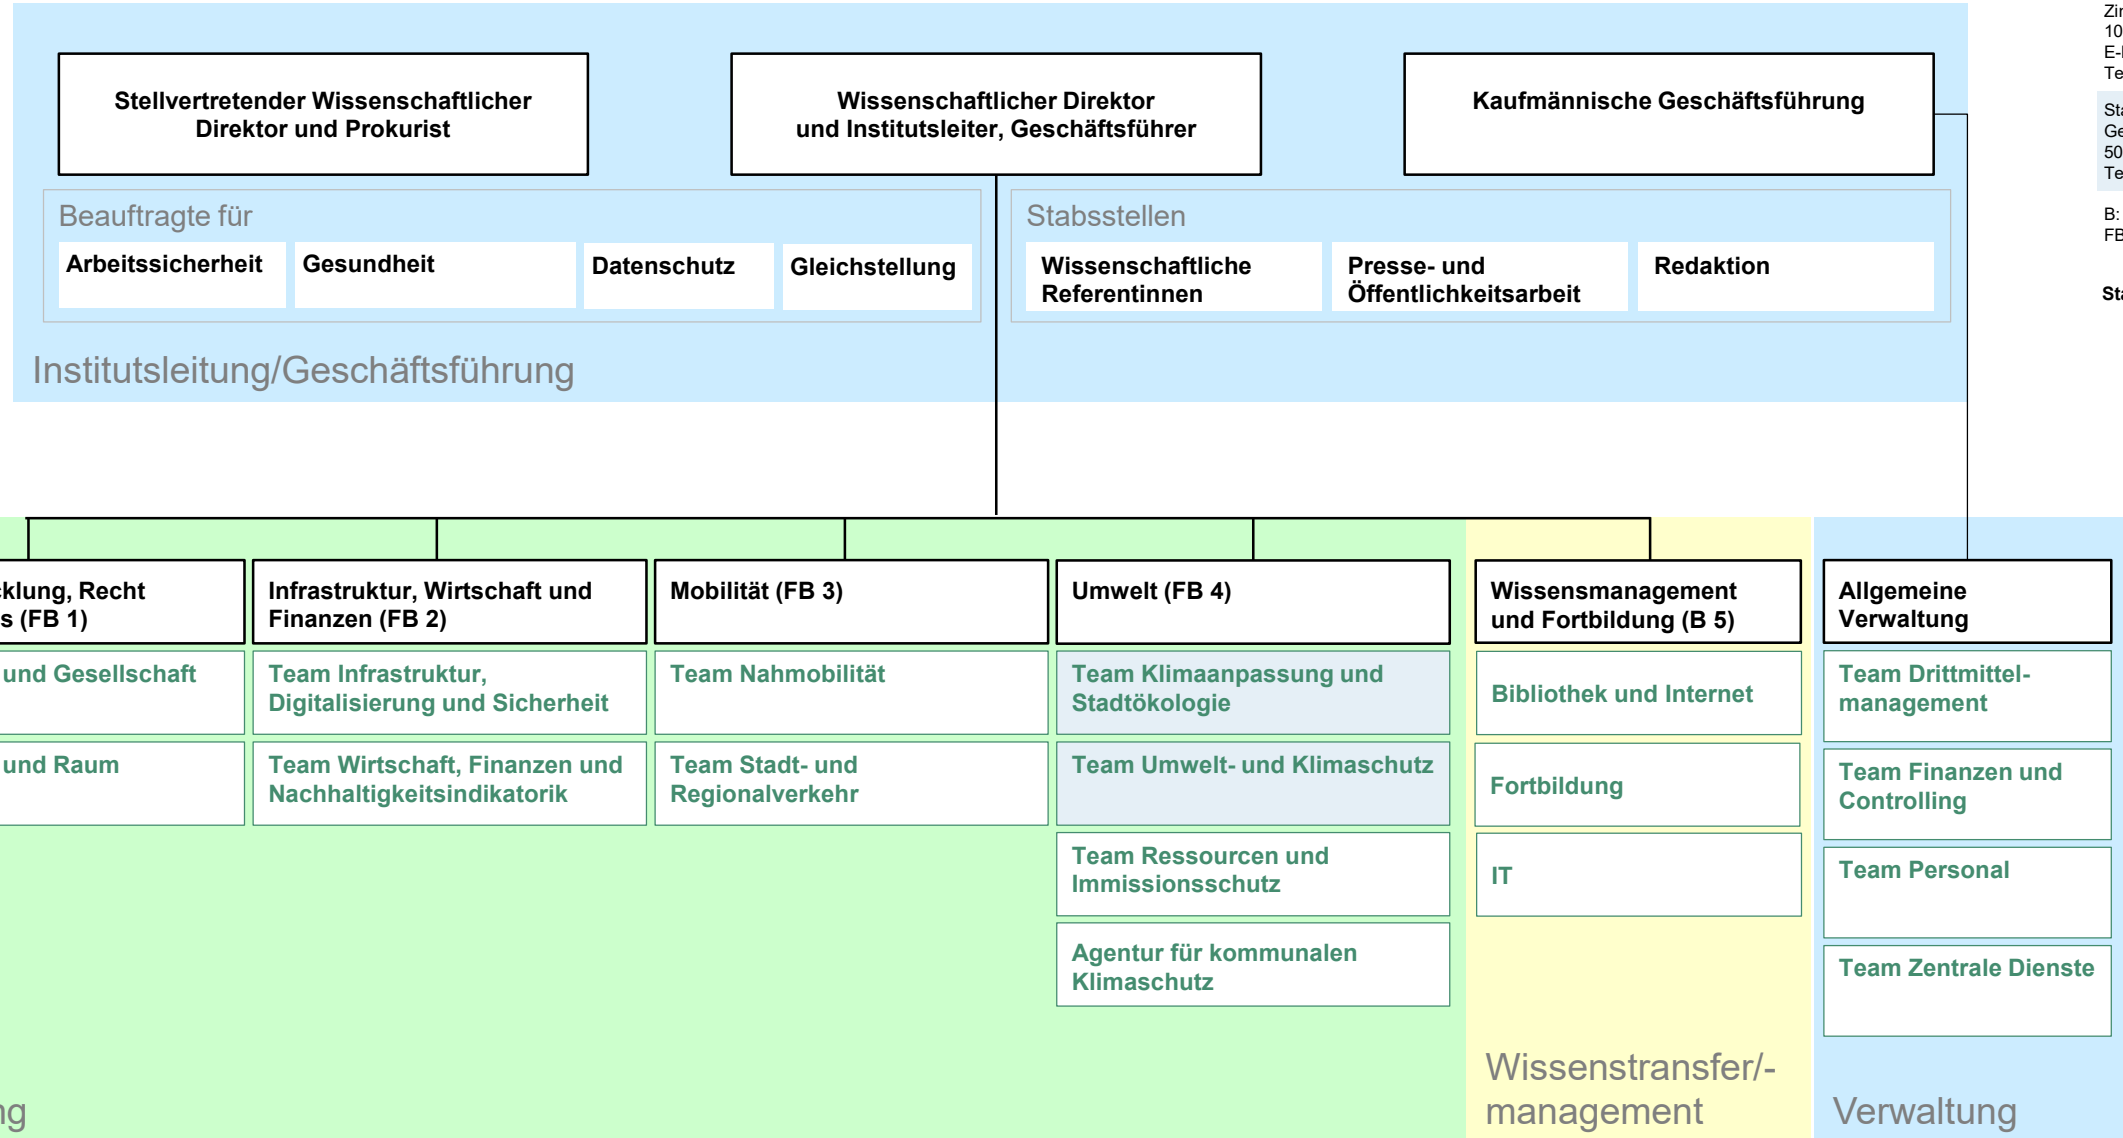 Stellvertretender Wissenschaftlicher
Direktor und Prokurist
Wissenschaftlicher Direktor
und Institutsleiter, Geschäftsführer
Kaufmännische Geschäftsführung
Beauftragte für
Arbeitssicherheit
Gesundheit
Datenschutz
Gleichstellung
Stabsstellen
Wissenschaftliche
Referentinnen
Presse- und
Öffentlichkeitsarbeit
Redaktion
Institutsleitung/Geschäftsführung
10
50
B:
klung, Recht
s (FB 1)
und Gesellschaft
und Raum
Infrastruktur, Wirtschaft und
Finanzen (FB 2)
Team Infrastruktur,
Digitalisierung und Sicherheit
Team Wirtschaft, Finanzen und
Nachhaltigkeitsindikatorik
Mobilität (FB 3)
Team Nahmobilität
Team Stadt- und
Regionalverkehr
Umwelt (FB 4)
Team Klimaanpassung und
Stadtökologie
Team Umwelt- und Klimaschutz
Team Ressourcen und
Immissionsschutz
Agentur für kommunalen
Klimaschutz
ng
Wissensmanagement
und Fortbildung (B 5)
Bibliothek und Internet
Fortbildung
IT
Wissenstransfer/-
management
Allgemeine
Verwaltung
Team Drittmittel-
management
Team Finanzen und
Controlling
Team Personal
Team Zentrale Dienste
Verwaltung